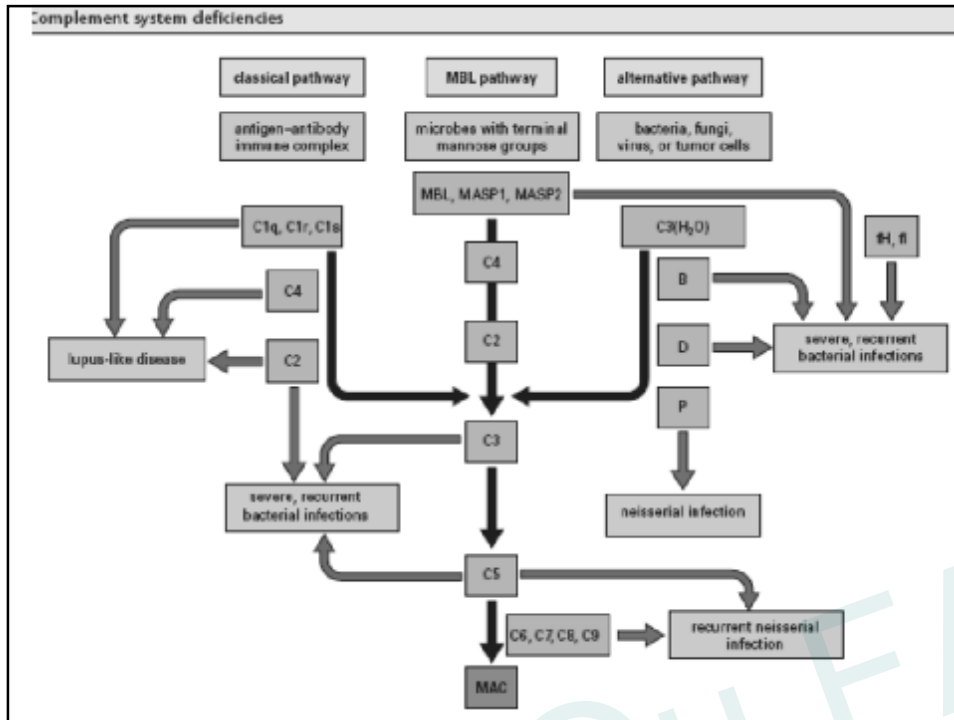 Complement system deficiencies
classical pathway
MBL pathway
alternative pathway
antigen–antibody
immune complex
microbes with terminal
mannose groups
bacteria, fungi,
virus, or tumor cells
MBL, MASP1, MASP2
C1q, C1r, C1s
C3(H₂O)
fH, fI
C4
C4
B
C2
C2
D
lupus-like disease
severe, recurrent
bacterial infections
P
C3
severe, recurrent
bacterial infections
neisserial infection
C5
C6, C7, C8, C9
recurrent neisserial
infection
MAC